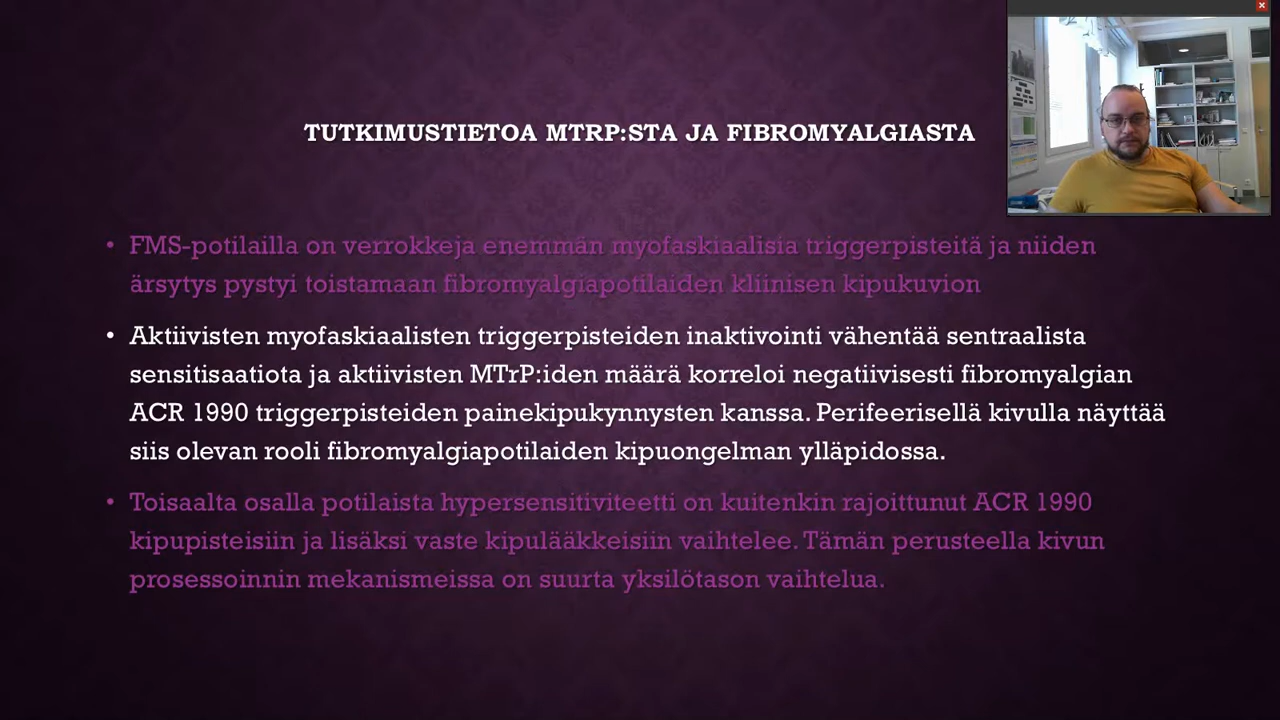 TUTKIMUSTIETOA MTRP:STA JA FIBROMYALGIASTA
• FMS-potilailla on verrokkeja enemmän myofaskiaalisia triggerpisteitä ja niiden
ärsytys pystyi toistamaan fibromyalgiapotilaiden kliinisen kipukuvion
• Aktiivisten myofaskiaalisten triggerpisteiden inaktivointi vähentää sentraalista
sensitisaatiota ja aktiivisten MTrP:iden määrä korreloi negatiivisesti fibromyalgian
ACR 1990 triggerpisteiden painekipukynnysten kanssa. Perifeerisellä kivulla näyttää
siis olevan rooli fibromyalgiapotilaiden kipuongelman ylläpidossa.
• Toisaalta osalla potilaista hypersensitiviteetti on kuitenkin rajoittunut ACR 1990
kipupisteisiin ja lisäksi vaste kipulääkkeisiin vaihtelee. Tämän perusteella kivun
prosessoinnin mekanismeissa on suurta yksilötason vaihtelua.